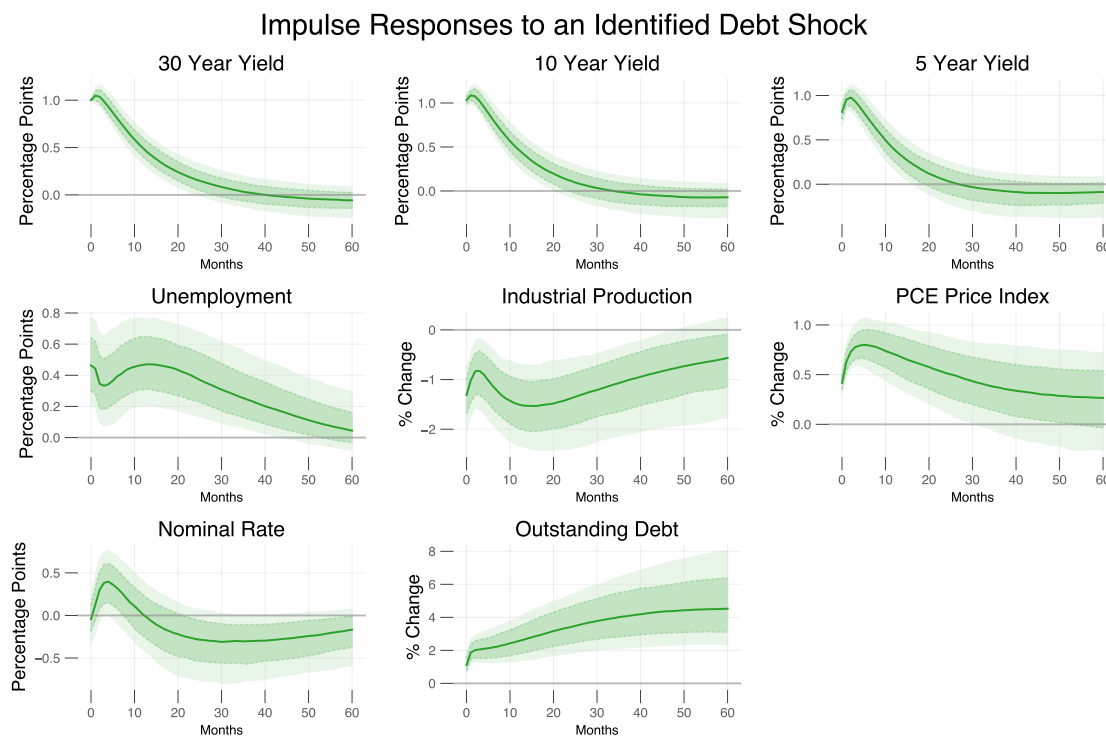 Impulse Responses to an Identified Debt Shock
30 Year Yield
Percentage Points
1.0
0.5
0.0
0 10 20 30 40 50 60
Months
10 Year Yield
Percentage Points
1.0
0.5
0.0
0 10 20 30 40 50 60
Months
5 Year Yield
Percentage Points
1.0
0.5
0.0
0 10 20 30 40 50 60
Months
Unemployment
Percentage Points
0.8
0.6
0.4
0.2
0.0
0 10 20 30 40 50 60
Months
Industrial Production
% Change
0
−1
−2
0 10 20 30 40 50 60
Months
PCE Price Index
% Change
1.0
0.5
0.0
0 10 20 30 40 50 60
Months
Nominal Rate
Percentage Points
0.5
0.0
−0.5
0 10 20 30 40 50 60
Months
Outstanding Debt
% Change
8
6
4
2
0
0 10 20 30 40 50 60
Months